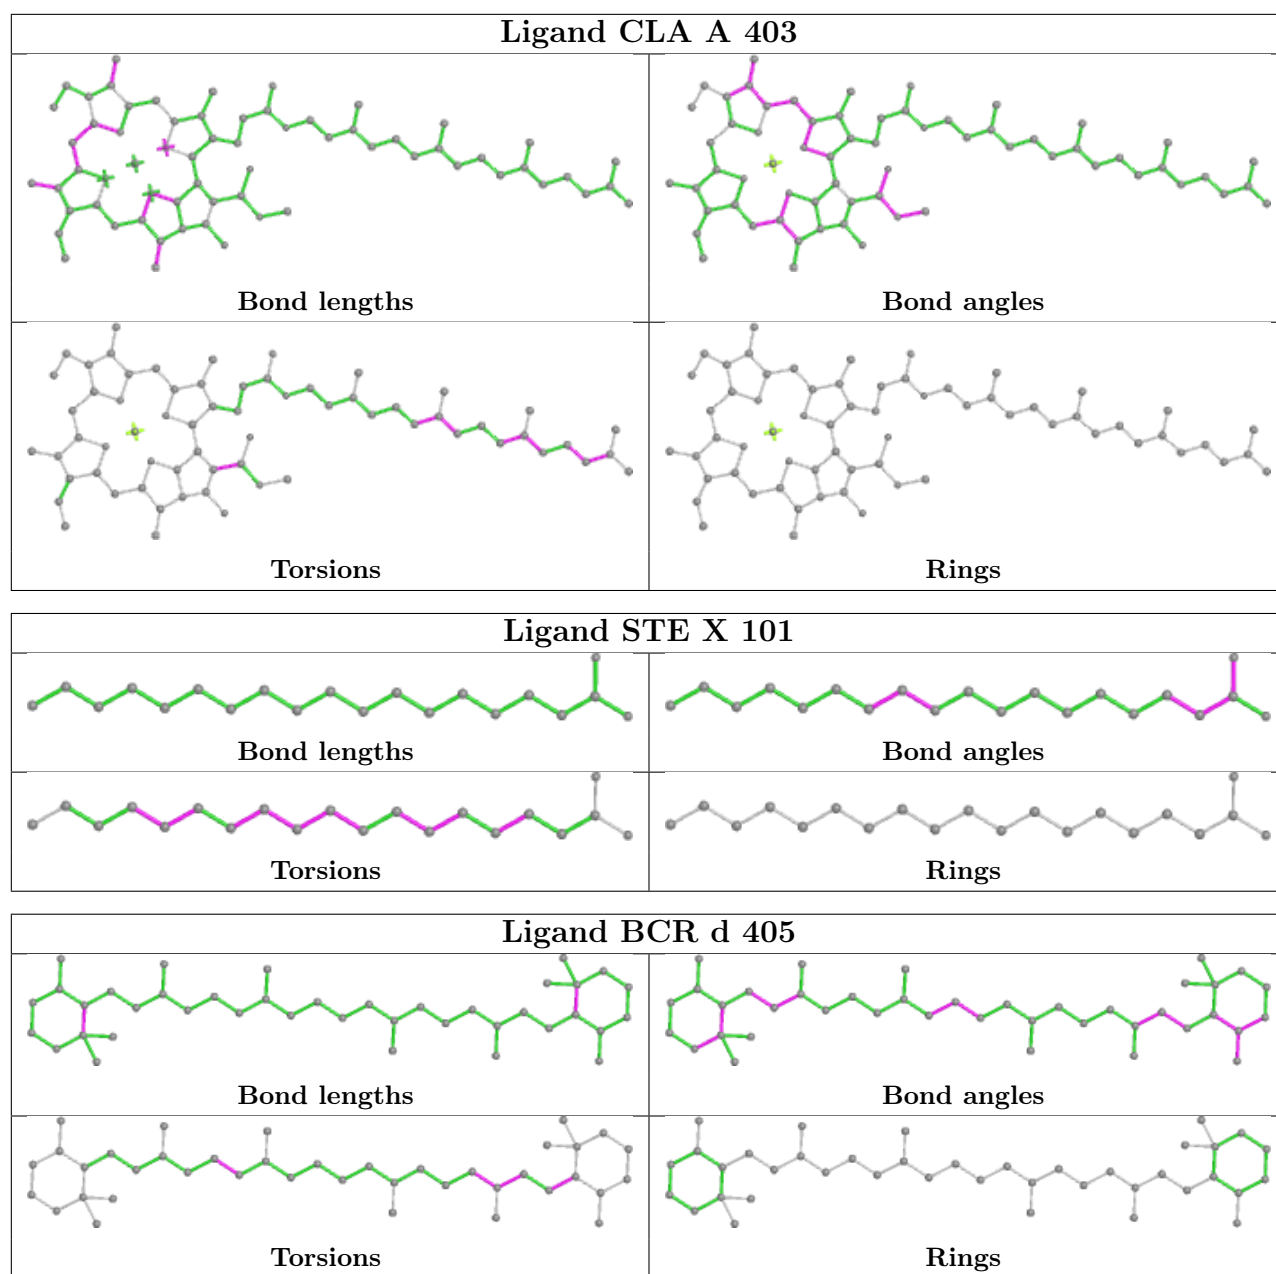 Ligand CLA A 403
Bond lengths
Bond angles
Torsions
Rings
Ligand STE X 101
Bond lengths
Bond angles
Torsions
Rings
Ligand BCR d 405
Bond lengths
Bond angles
Torsions
Rings